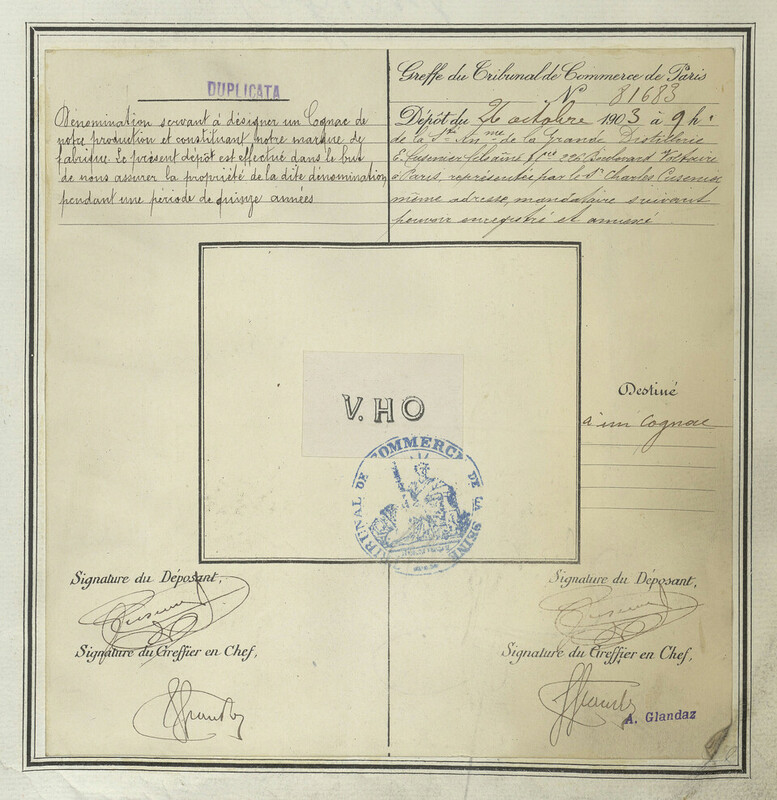 DUPLICATA
Dénomination servant à désigner un Cognac de
notre production et constituant notre marque de
fabrique. Le présent dépôt est effectué dans le but
de nous assurer la propriété de la dite dénomination,
pendant une période de quinze années
Greffe du Tribunal de Commerce de Paris
N° 81683
Dépôt du 26 octobre 1903 à 9 h.
de la Sté Anme de la Grande Distillerie
E. Cusenier fils aîné & Cie 226 Boulevard Voltaire
à Paris, représentée par le Sr Charles Cusenier
même adresse, mandataire suivant
pouvoir enregistré et annexé.
V.HO
TRIBUNAL DE COMMERCE DE LA SEINE
Destiné
à un Cognac
Signature du Déposant,
Signature du Greffier en Chef,
Signature du Déposant,
Signature du Greffier en Chef,
A. Glandaz